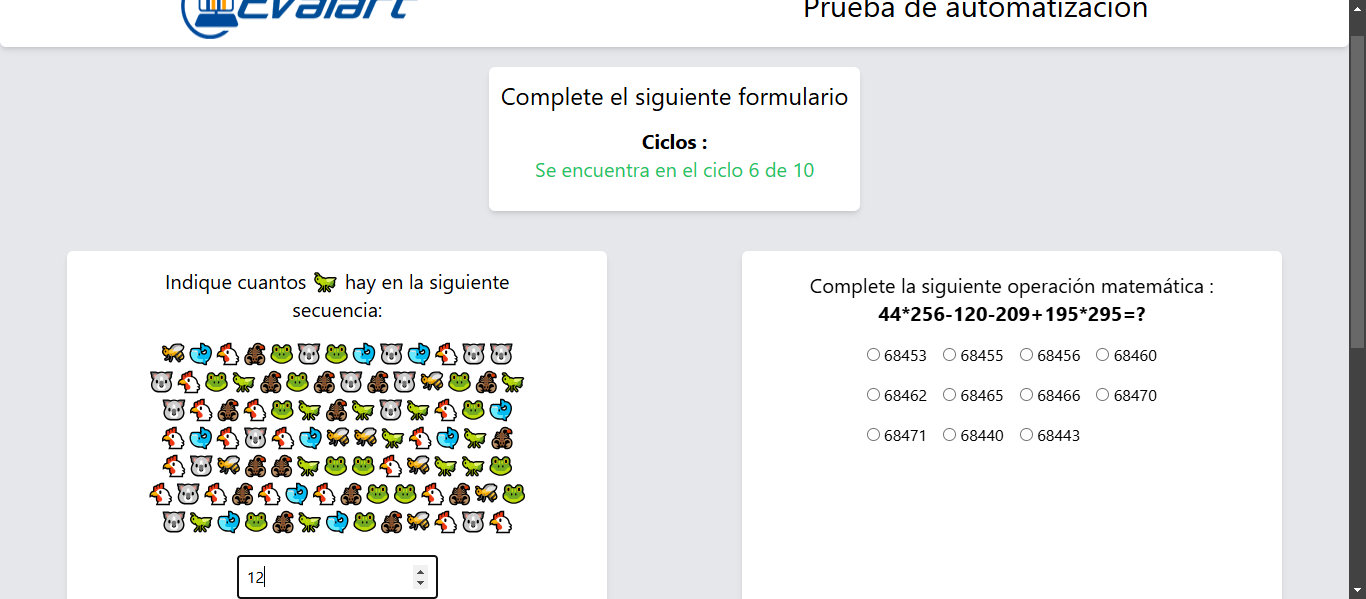 Evalart
Prueba de automatización
Complete el siguiente formulario
Ciclos :
Se encuentra en el ciclo 6 de 10
Indique cuantos hay en la siguiente
secuencia:
12
Complete la siguiente operación matemática :
44*256-120-209+195*295=?
68453 68455 68456 68460
68462 68465 68466 68470
68471 68440 68443